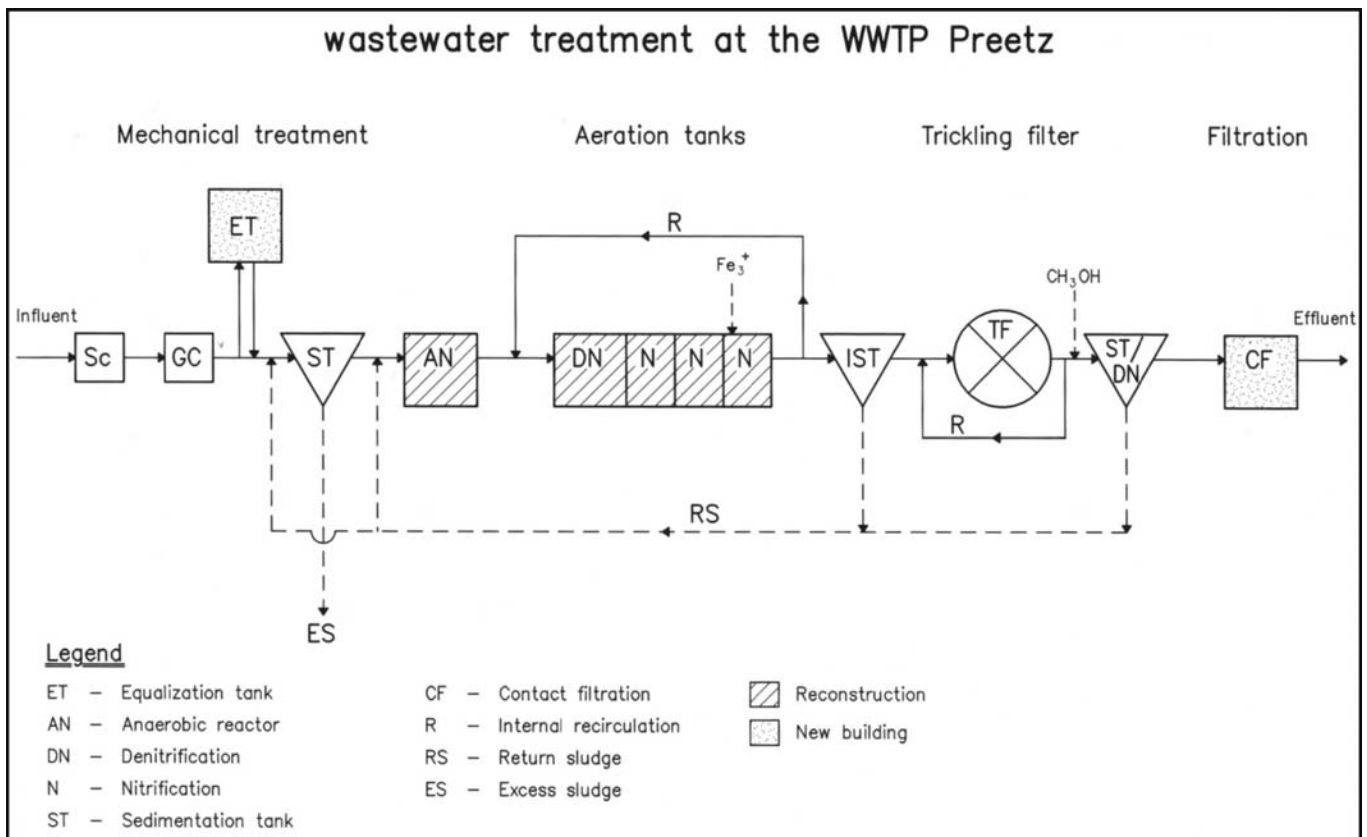 wastewater treatment at the WWTP Preetz
Mechanical treatment
Aeration tanks
Trickling filter
Filtration
ET
R
Fe₃⁺
CH₃OH
Influent
Effluent
Sc
GC
ST
AN
DN
N
N
N
IST
TF
ST/
DN
CF
R
RS
ES
Legend
ET – Equalization tank
AN – Anaerobic reactor
DN – Denitrification
N – Nitrification
ST – Sedimentation tank
CF – Contact filtration
R – Internal recirculation
RS – Return sludge
ES – Excess sludge
Reconstruction
New building